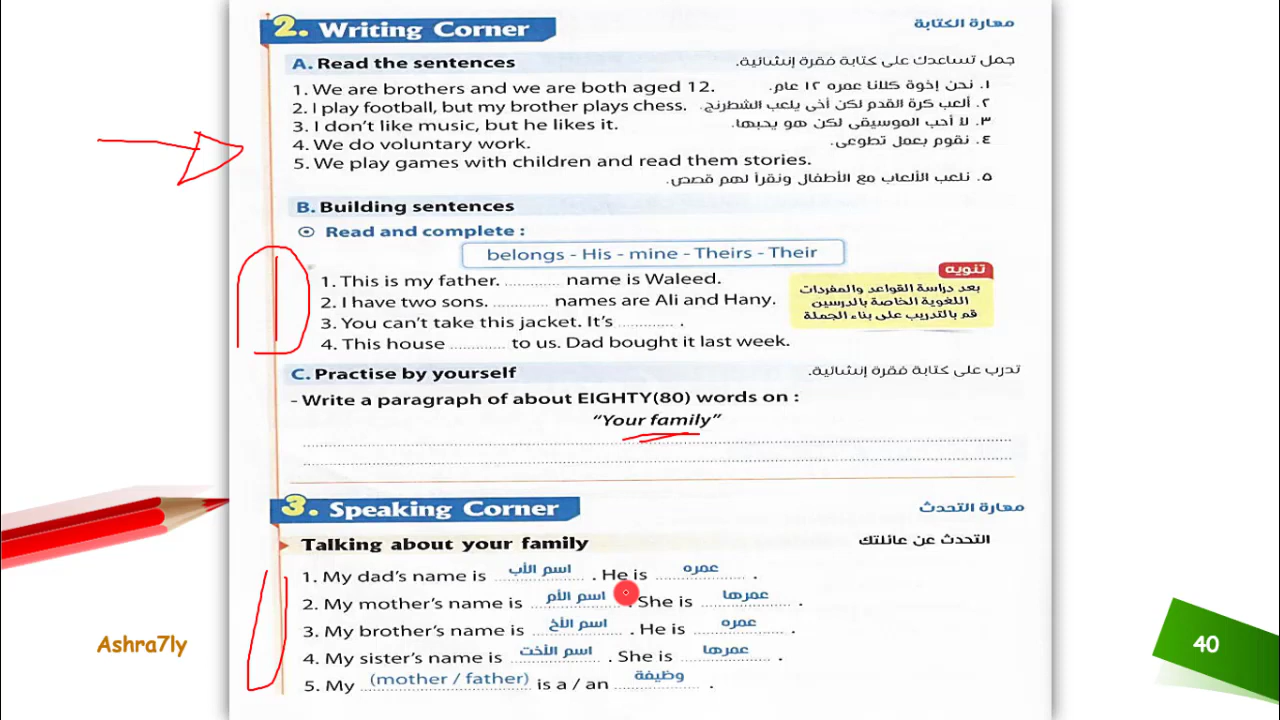 2. Writing Corner
معارة الكتابة
A. Read the sentences
جمل تساعدك على كتابة فقرة إنشائية.
1. We are brothers and we are both aged 12.
١. نحن إخوة كلانا عمره ١٢ عام.
2. I play football, but my brother plays chess.
٢. ألعب كرة القدم لكن أخى يلعب الشطرنج.
3. I don't like music, but he likes it.
٣. لا أحب الموسيقى لكن هو يحبها.
4. We do voluntary work.
٤. نقوم بعمل تطوعى.
5. We play games with children and read them stories.
٥. نلعب الألعاب مع الأطفال ونقرأ لهم قصص.
B. Building sentences
Read and complete :
belongs - His - mine - Theirs - Their
1. This is my father. ............ name is Waleed.
2. I have two sons. ............ names are Ali and Hany.
3. You can't take this jacket. It's ............ .
4. This house ............ to us. Dad bought it last week.
تنويه
بعد دراسة القواعد والمفردات
اللغوية الخاصة بالدرسين
قم بالتدريب على بناء الجملة
C. Practise by yourself
تدرب على كتابة فقرة إنشائية.
- Write a paragraph of about EIGHTY(80) words on :
"Your family"
3. Speaking Corner
معارة التحدث
Talking about your family
التحدث عن عائلتك
1. My dad's name is اسم الأب . He is عمره .
2. My mother's name is اسم الأم . She is عمرها .
3. My brother's name is اسم الأخ . He is عمره .
4. My sister's name is اسم الأخت . She is عمرها .
5. My (mother / father) is a / an وظيفة .
Ashra7ly
40